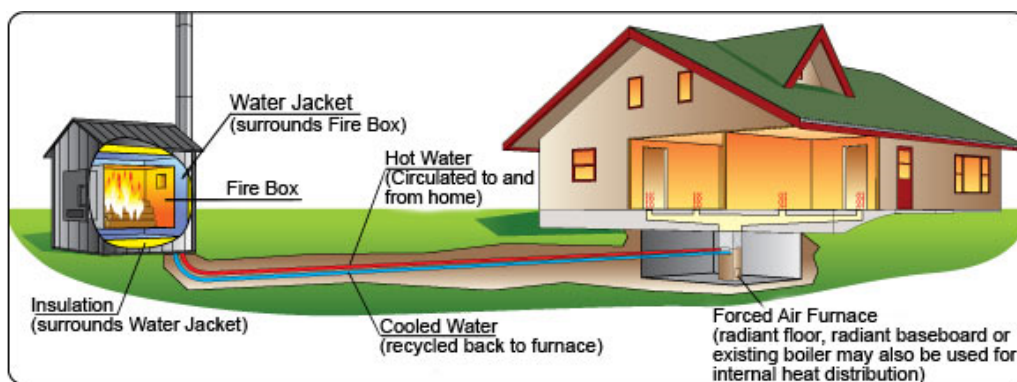 Water Jacket
(surrounds Fire Box)
Fire Box
Hot Water
(Circulated to and
from home)
Insulation
(surrounds Water Jacket)
Cooled Water
(recycled back to furnace)
Forced Air Furnace
(radiant floor, radiant baseboard or
existing boiler may also be used for
internal heat distribution)